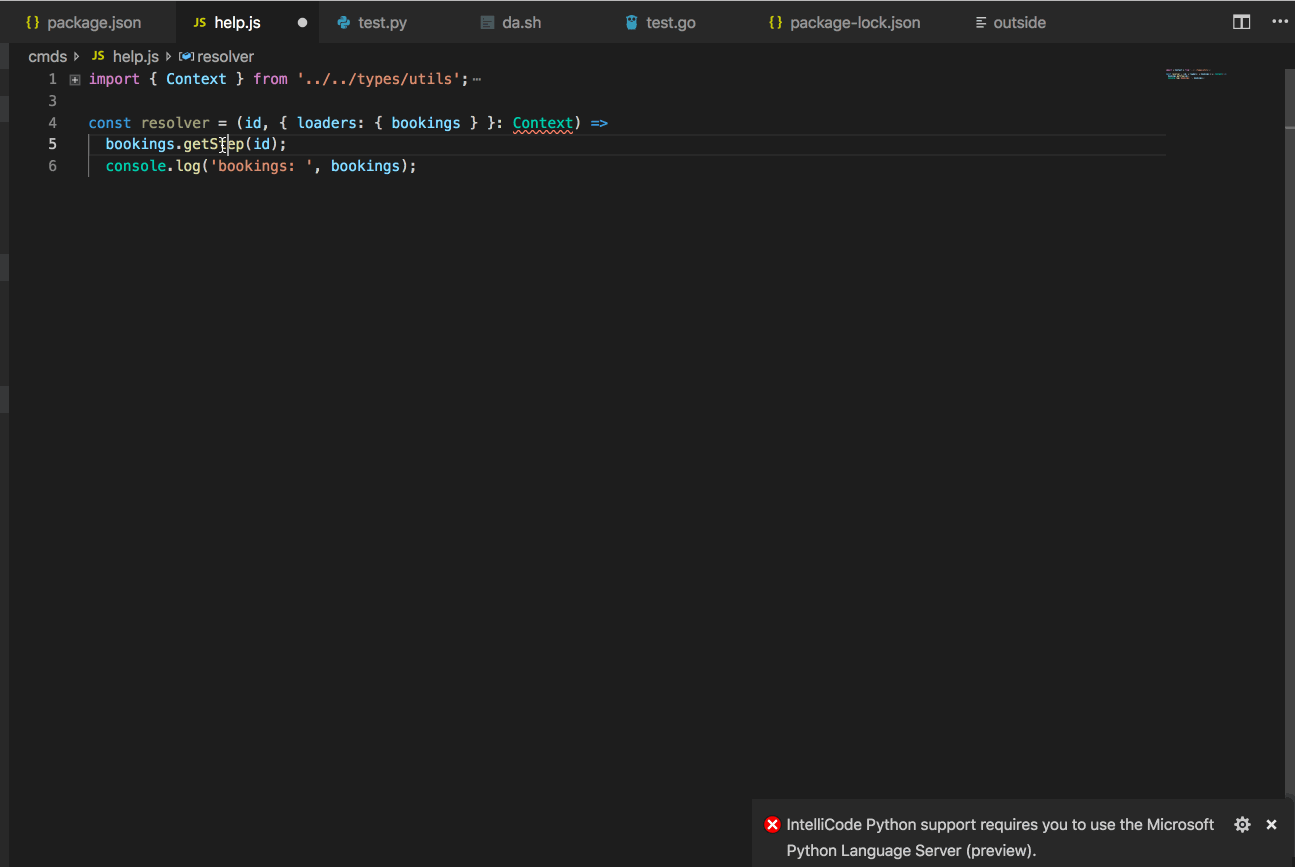 {} package.json JS help.js test.py da.sh test.go {} package-lock.json outside
cmds JS help.js resolver
1 import { Context } from '../../types/utils';
3
4 const resolver = (id, { loaders: { bookings } }: Context) =>
5 bookings.getStep(id);
6 console.log('bookings: ', bookings);
IntelliCode Python support requires you to use the Microsoft
Python Language Server (preview).